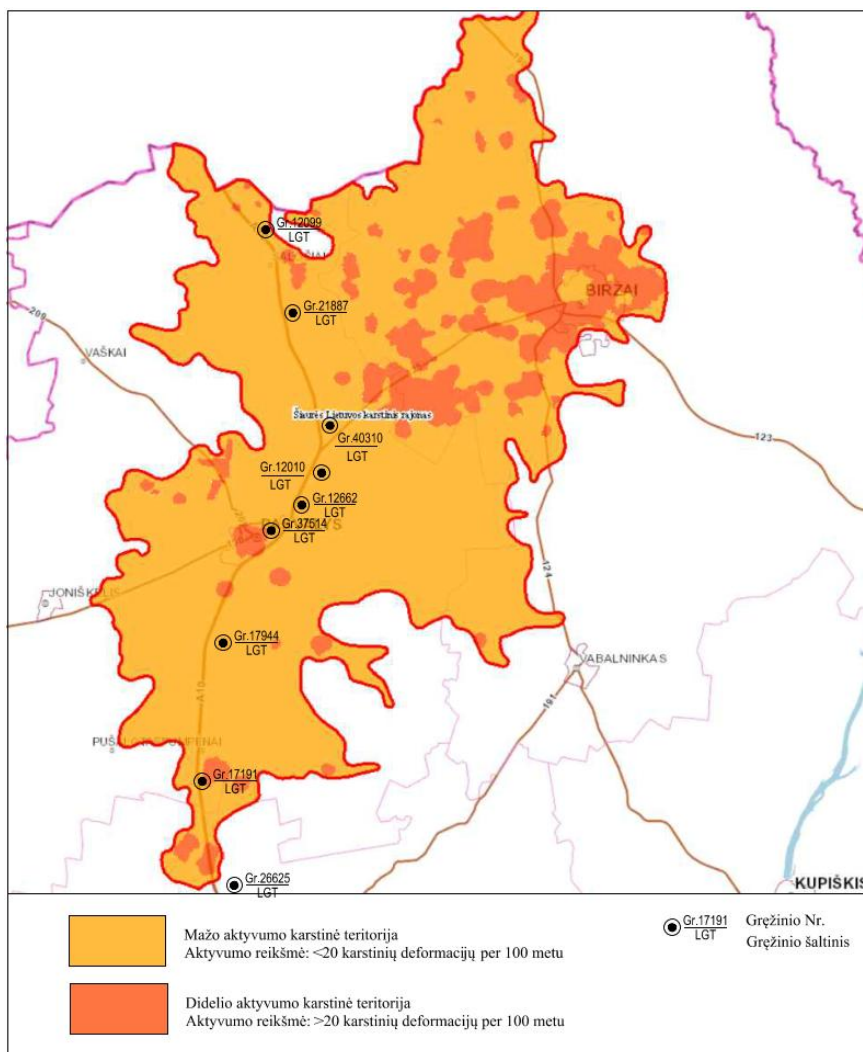 Gr.12099
LGT
Gr.21887
LGT
BIRŽAI
209
VAŠKAI
Šiaurės Lietuvos karstinis rajonas
Gr.40310
LGT
123
Gr.12010
LGT
Gr.12662
LGT
Gr.37514
LGT
124
JONIŠKĖLIS
Gr.17944
LGT
VABALNINKAS
A10
191
Gr.17191
LGT
Gr.26625
LGT
KUPIŠKIS
Mažo aktyvumo karstinė teritorija
Aktyvumo reikšmė: <20 karstinių deformacijų per 100 metu
Gr.17191
LGT
Gręžinio Nr.
Gręžinio šaltinis
Didelio aktyvumo karstinė teritorija
Aktyvumo reikšmė: >20 karstinių deformacijų per 100 metu